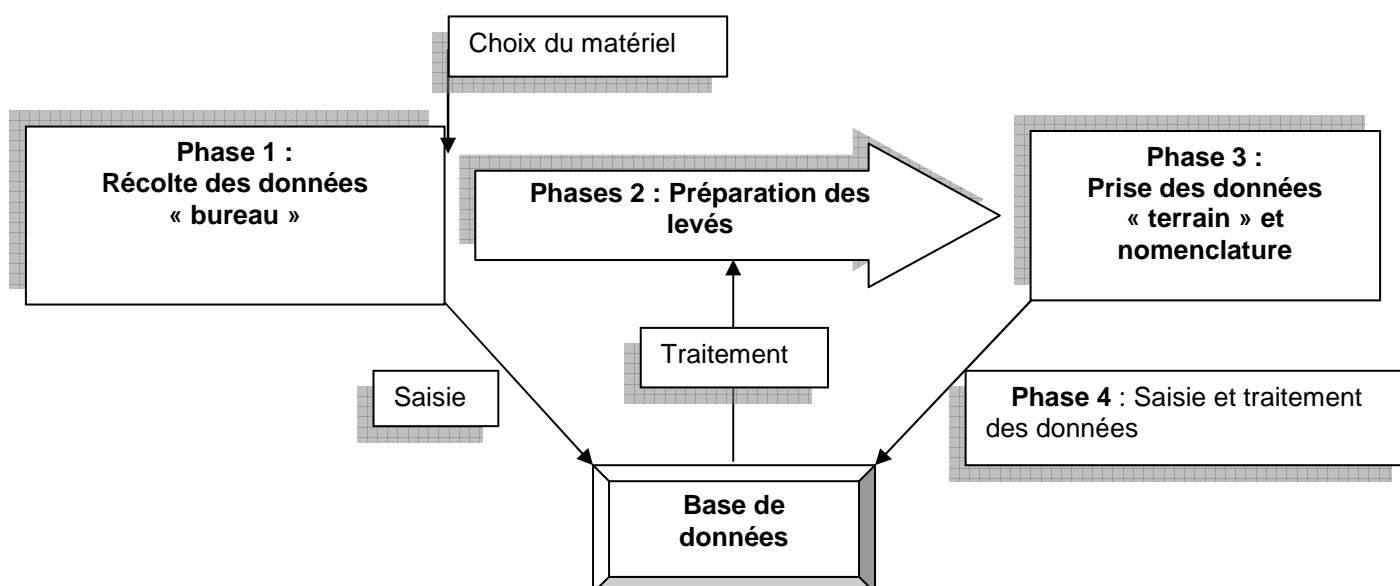 Choix du matériel
Phase 1 :
Récolte des données
« bureau »
Phases 2 : Préparation des
levés
Phase 3 :
Prise des données
« terrain » et
nomenclature
Traitement
Saisie
Phase 4 : Saisie et traitement
des données
Base de
données